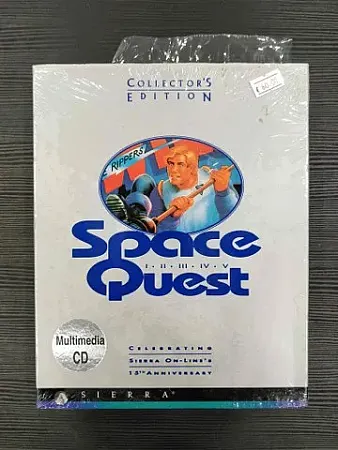 COLLECTOR'S
EDITION
RIPPERS
Space
I · II · III · IV · V
Quest
Multimedia
CD
CELEBRATING
SIERRA ON-LINE'S
15TH ANNIVERSARY
SIERRA®